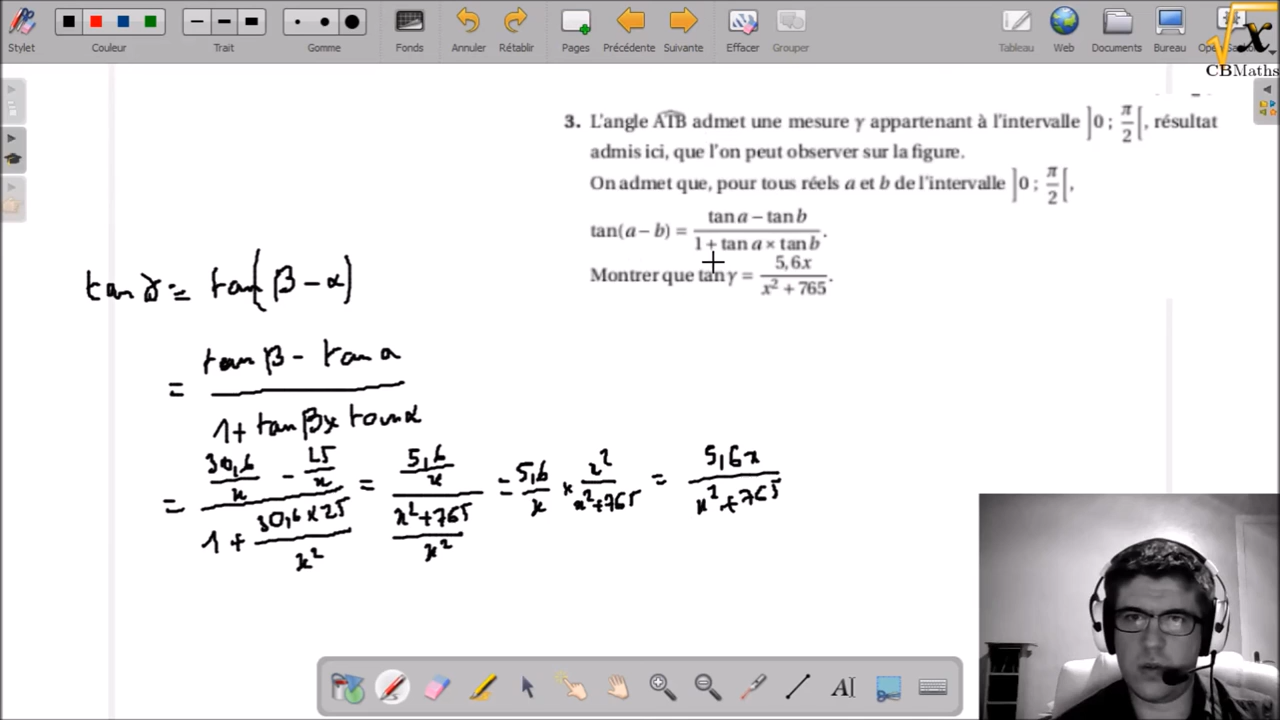 Stylet Couleur Trait Gomme Fonds Annuler Rétablir Pages Précédente Suivante Effacer Grouper Tableau Web Documents Bureau
√x
CBMaths
3. L'angle ATB admet une mesure γ appartenant à l'intervalle ]0 ; π/2[, résultat
admis ici, que l'on peut observer sur la figure.
On admet que, pour tous réels a et b de l'intervalle ]0 ; π/2[,
tan(a − b) = (tan a − tan b)/(1 + tan a × tan b).
Montrer que tan γ = 5,6x/(x² + 765).
tan γ = tan(β − α)
= (tan β − tan α)/(1 + tan β × tan α)
= (30,6/x − 25/x)/(1 + 30,6 × 25/x²) = (5,6/x)/((x² + 765)/x²) = 5,6/x × x²/(x² + 765) = 5,6x/(x² + 765)
AI